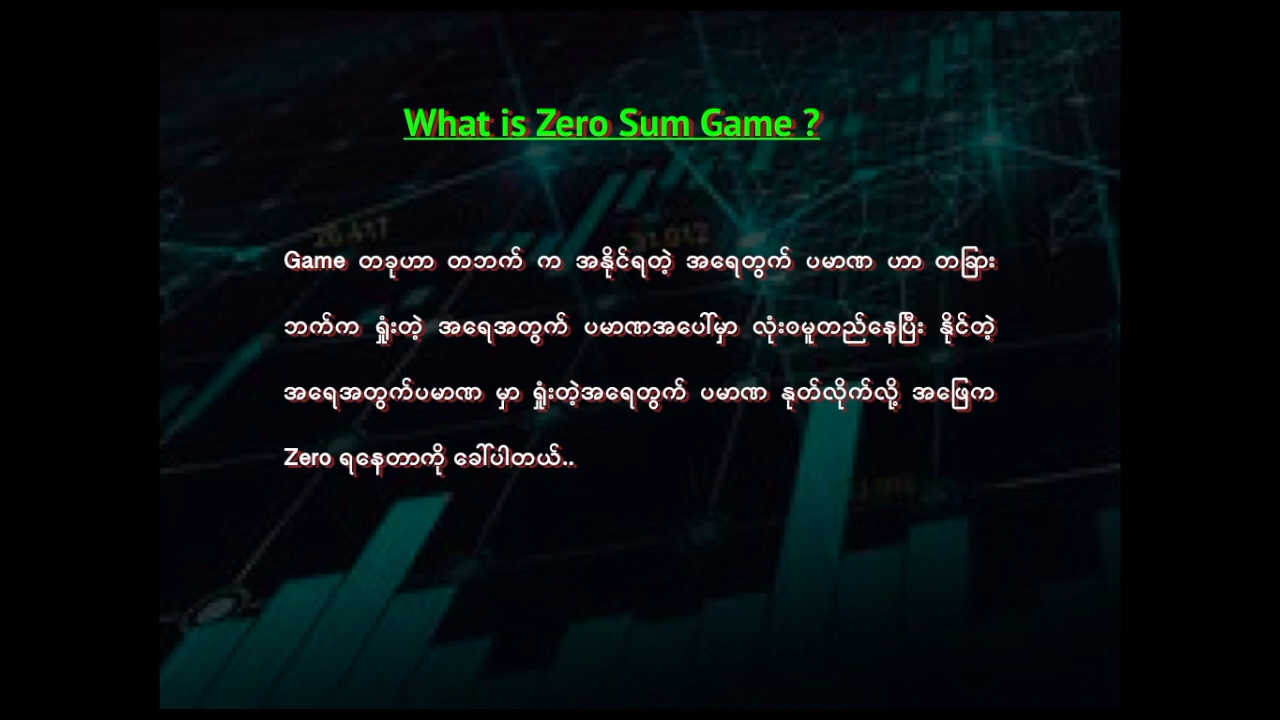 What is Zero Sum Game ?
Game တခုဟာ တဘက် က အနိုင်ရတဲ့ အရေတွက် ပမာဏ ဟာ တခြား
ဘက်က ရှုံးတဲ့ အရေအတွက် ပမာဏအပေါ်မှာ လုံးဝမူတည်နေပြီး နိုင်တဲ့
အရေအတွက်ပမာဏ မှာ ရှုံးတဲ့အရေတွက် ပမာဏ နုတ်လိုက်လို့ အဖြေက
Zero ရနေတာကို ခေါ်ပါတယ်..